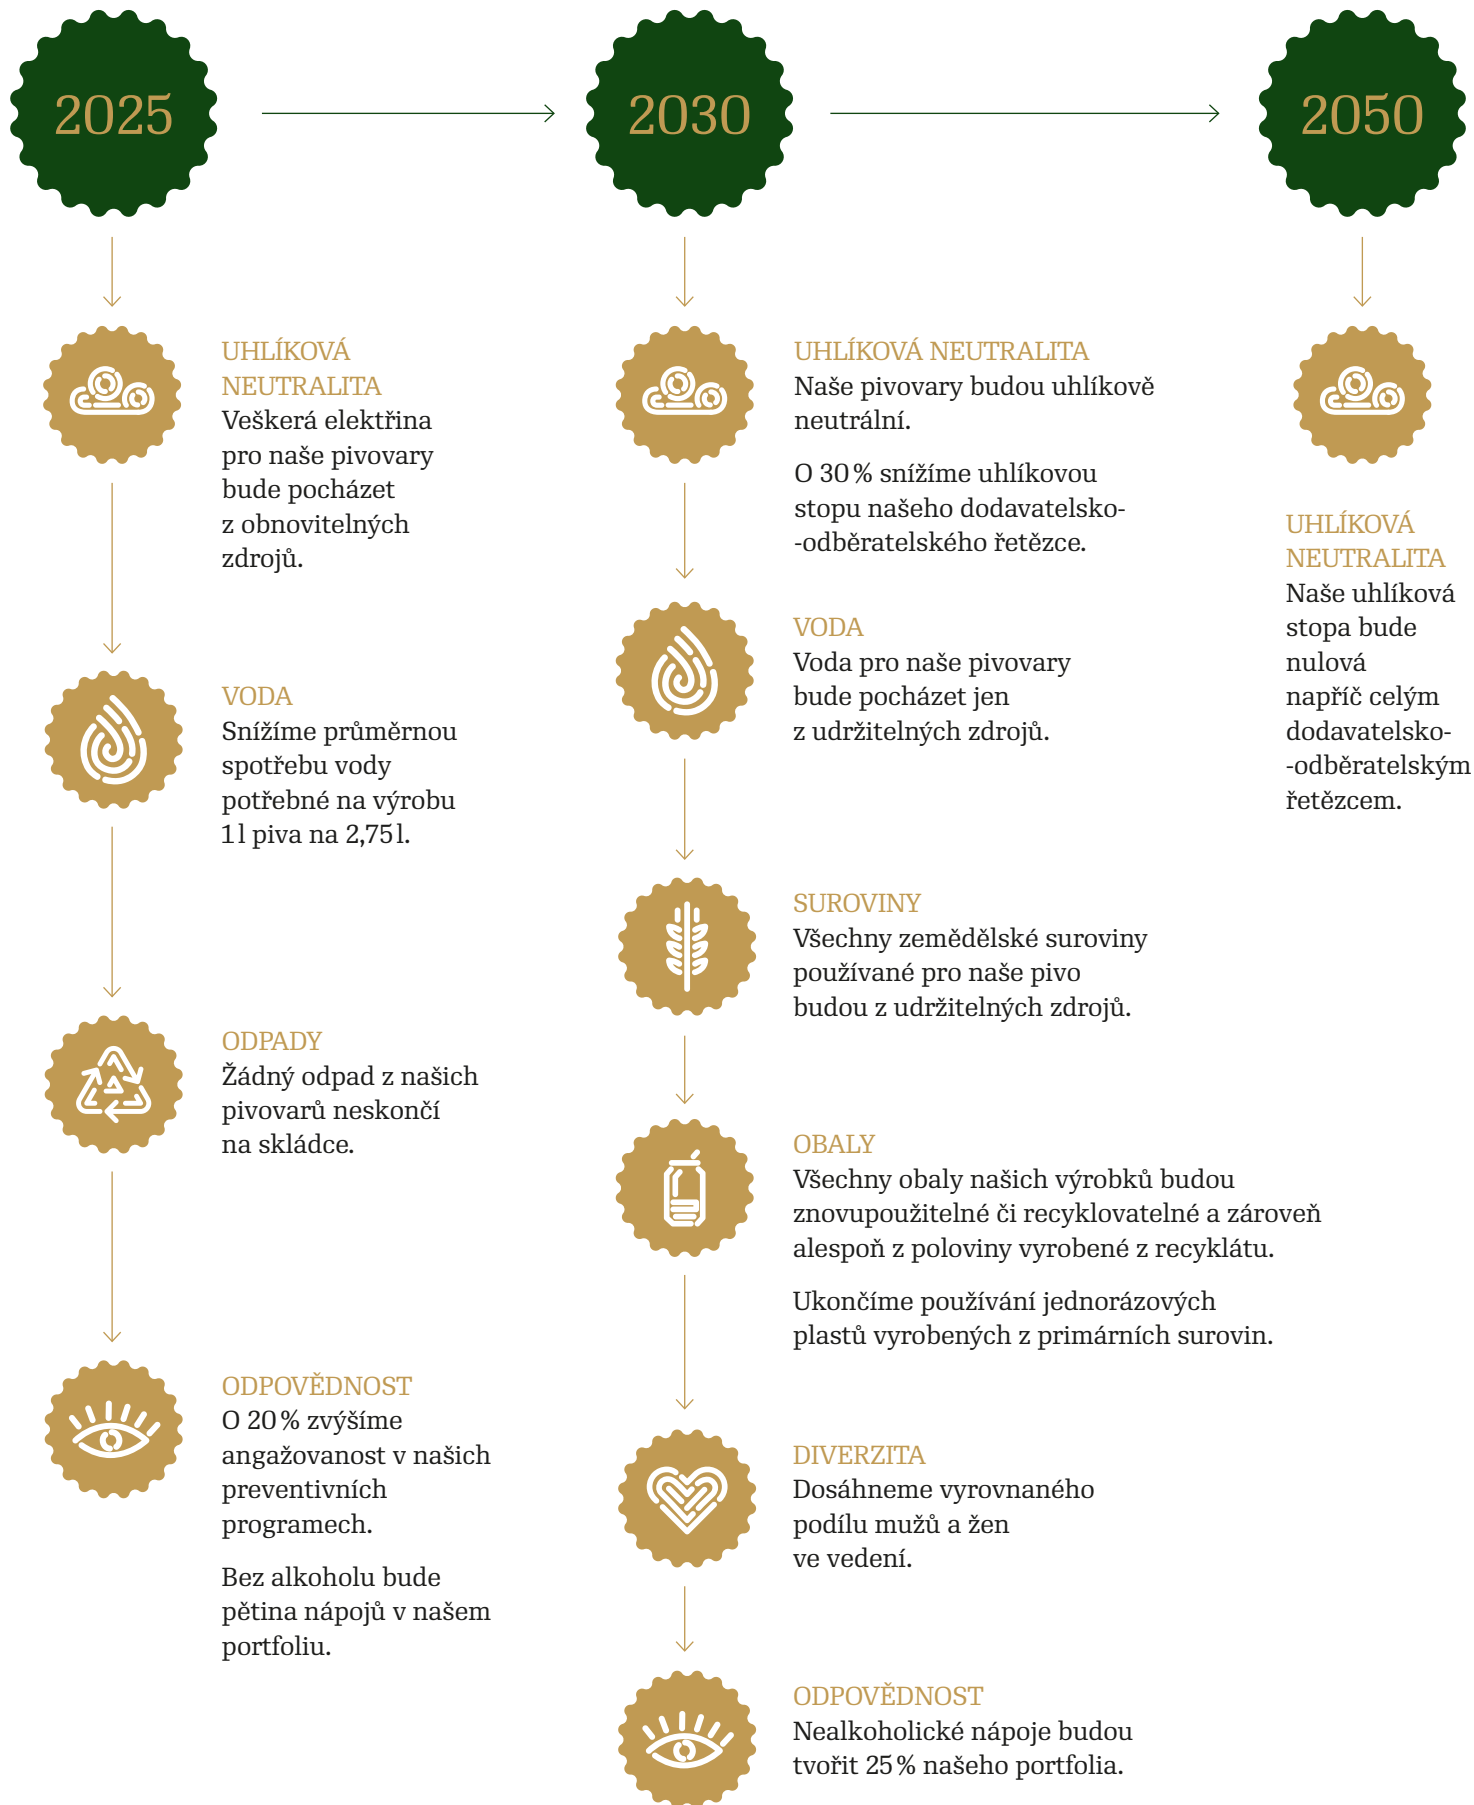 2025
2030
2050
UHLÍKOVÁ
NEUTRALITA
Veškerá elektřina
pro naše pivovary
bude pocházet
z obnovitelných
zdrojů.
VODA
Snížíme průměrnou
spotřebu vody
potřebné na výrobu
1 l piva na 2,75 l.
ODPADY
Žádný odpad z našich
pivovarů neskončí
na skládce.
ODPOVĚDNOST
O 20 % zvýšíme
angažovanost v našich
preventivních
programech.
Bez alkoholu bude
pětina nápojů v našem
portfoliu.
UHLÍKOVÁ NEUTRALITA
Naše pivovary budou uhlíkově
neutrální.
O 30 % snížíme uhlíkovou
stopu našeho dodavatelsko-
-odběratelského řetězce.
VODA
Voda pro naše pivovary
bude pocházet jen
z udržitelných zdrojů.
SUROVINY
Všechny zemědělské suroviny
používané pro naše pivo
budou z udržitelných zdrojů.
OBALY
Všechny obaly našich výrobků budou
znovupoužitelné či recyklovatelné a zároveň
alespoň z poloviny vyrobené z recyklátu.
Ukončíme používání jednorázových
plastů vyrobených z primárních surovin.
DIVERZITA
Dosáhneme vyrovnaného
podílu mužů a žen
ve vedení.
ODPOVĚDNOST
Nealkoholické nápoje budou
tvořit 25 % našeho portfolia.
UHLÍKOVÁ
NEUTRALITA
Naše uhlíková
stopa bude
nulová
napříč celým
dodavatelsko-
-odběratelským
řetězcem.